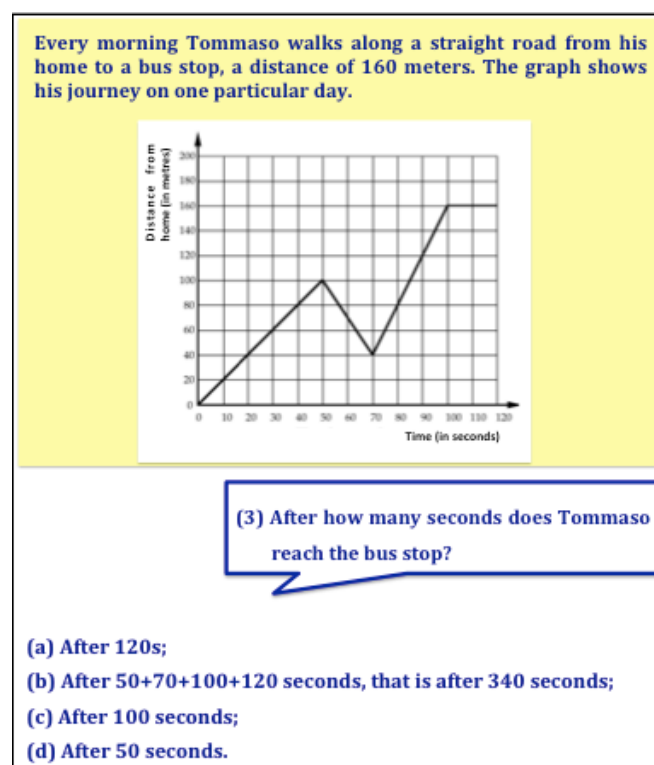 Every morning Tommaso walks along a straight road from his
home to a bus stop, a distance of 160 meters. The graph shows
his journey on one particular day.
Distance from
home (in metres)
200
180
160
140
120
100
80
60
40
20
0
0 10 20 30 40 50 60 70 80 90 100 110 120
Time (in seconds)
(3) After how many seconds does Tommaso
reach the bus stop?
(a) After 120s;
(b) After 50+70+100+120 seconds, that is after 340 seconds;
(c) After 100 seconds;
(d) After 50 seconds.